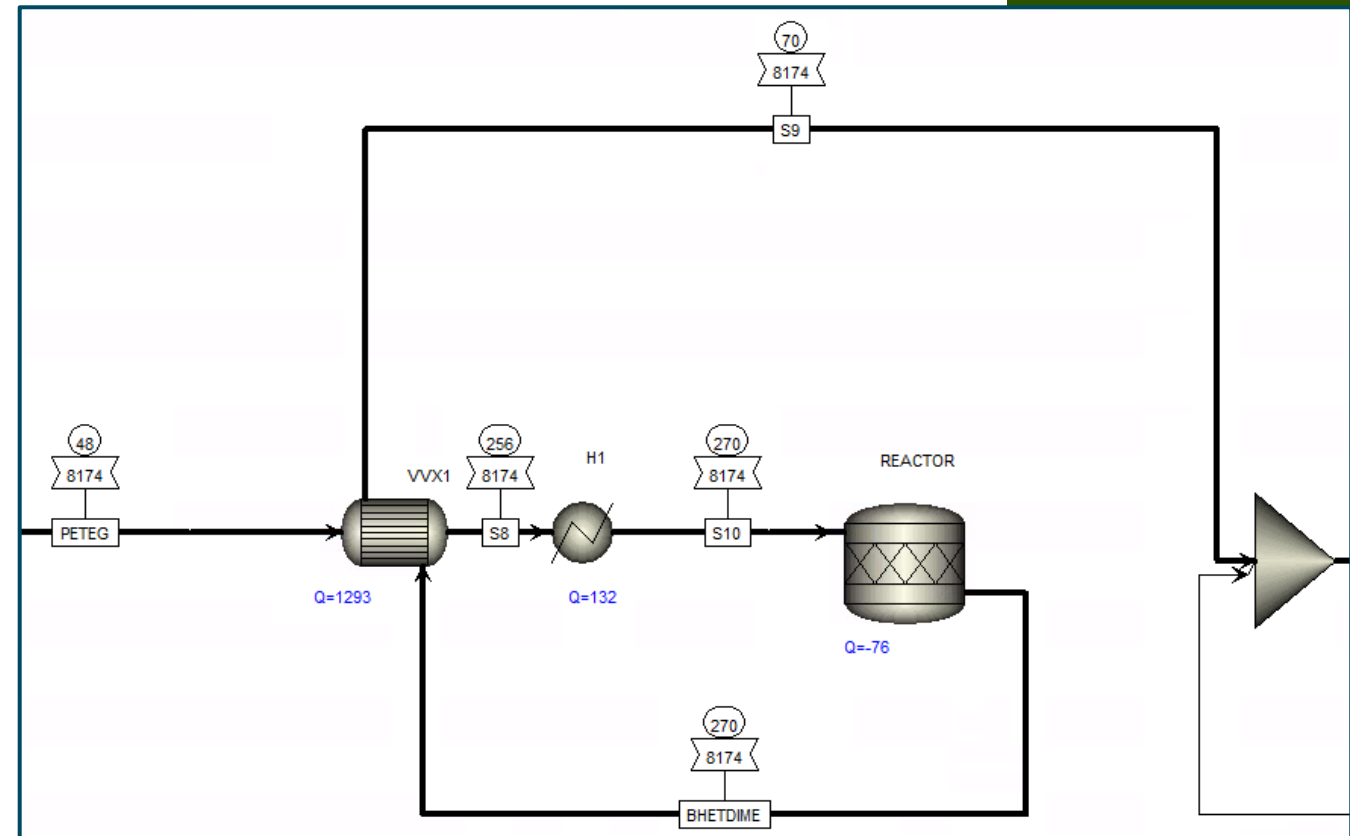 70
8174
S9
48
8174
PETEG
VVX1
Q=1293
256
8174
S8
H1
Q=132
270
8174
S10
REACTOR
Q=-76
270
8174
BHETDIME